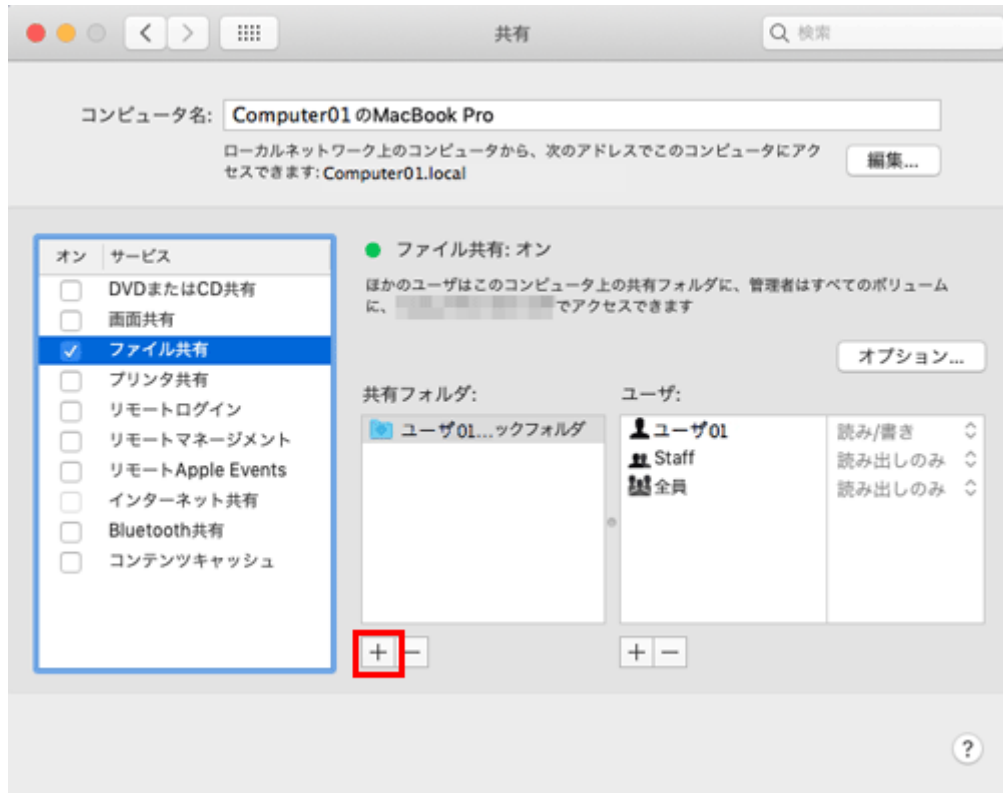 共有
検索
コンピュータ名: Computer01 のMacBook Pro
ローカルネットワーク上のコンピュータから、次のアドレスでこのコンピュータにアク
セスできます: Computer01.local
編集...
オン サービス
DVDまたはCD共有
画面共有
ファイル共有
プリンタ共有
リモートログイン
リモートマネージメント
リモートApple Events
インターネット共有
Bluetooth共有
コンテンツキャッシュ
ファイル共有: オン
ほかのユーザはこのコンピュータ上の共有フォルダに、管理者はすべてのボリューム
に、 でアクセスできます
オプション...
共有フォルダ:
ユーザ01...ックフォルダ
ユーザ:
ユーザ01 読み/書き
Staff 読み出しのみ
全員 読み出しのみ
+ −
+ −
?